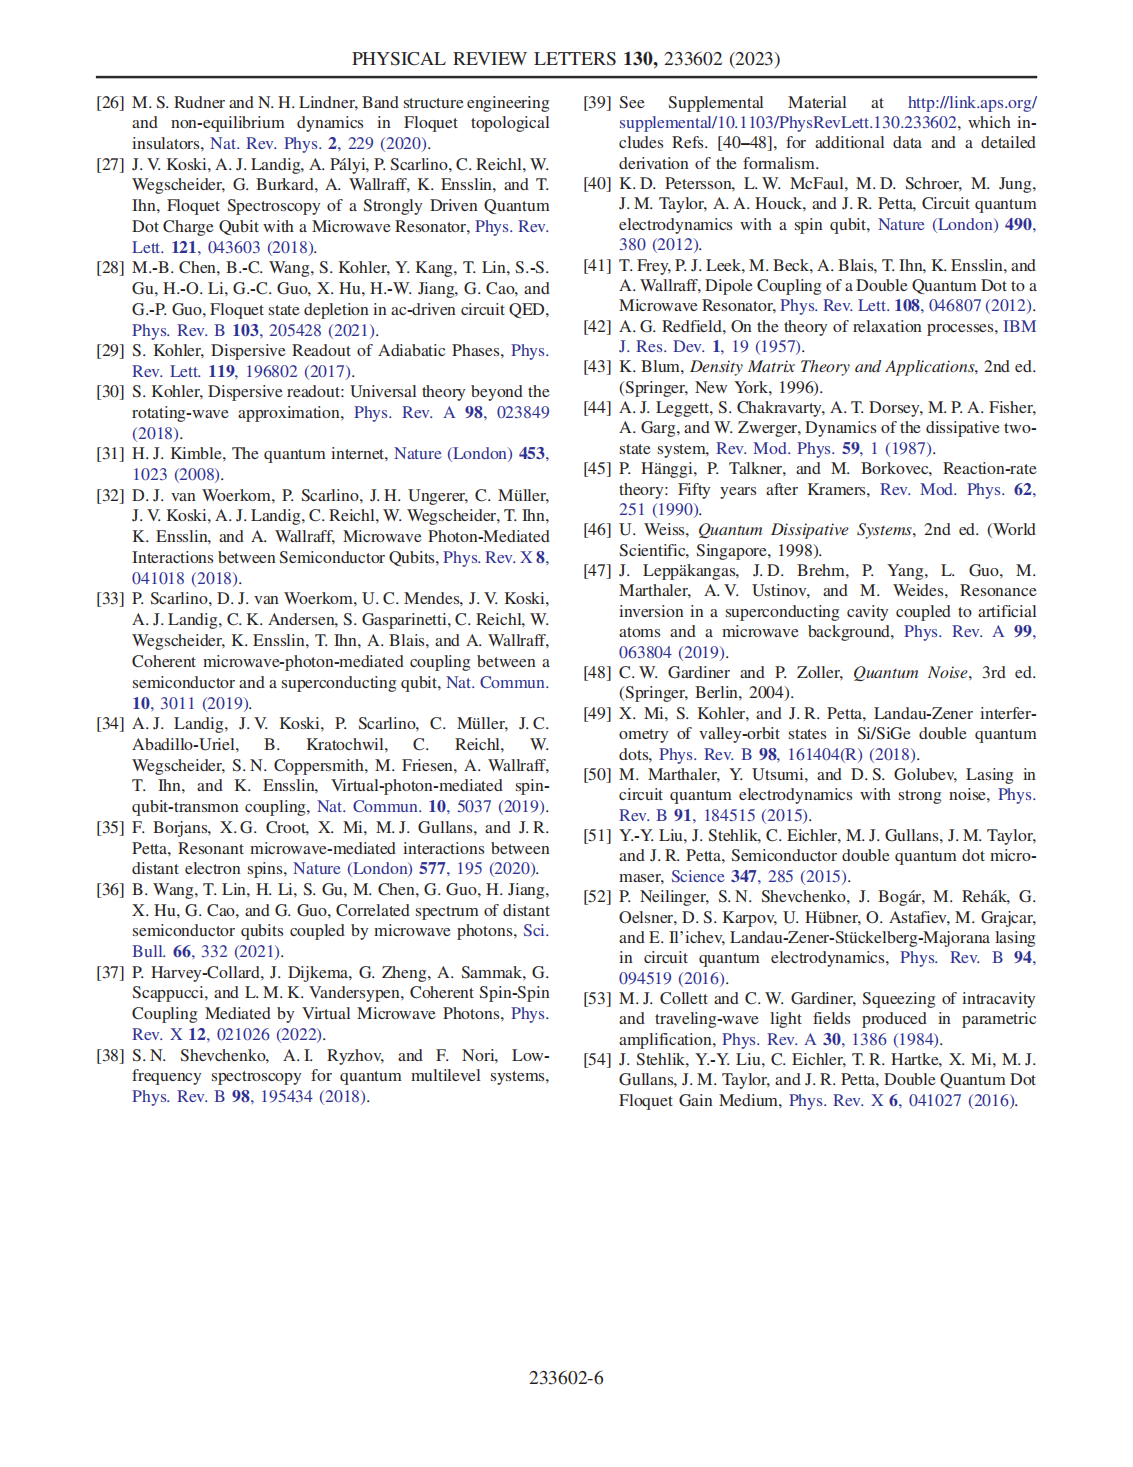 PHYSICAL REVIEW LETTERS 130, 233602 (2023)
[26] M. S. Rudner and N. H. Lindner, Band structure engineering
and non-equilibrium dynamics in Floquet topological
insulators, Nat. Rev. Phys. 2, 229 (2020).
[27] J. V. Koski, A. J. Landig, A. Pályi, P. Scarlino, C. Reichl, W.
Wegscheider, G. Burkard, A. Wallraff, K. Ensslin, and T.
Ihn, Floquet Spectroscopy of a Strongly Driven Quantum
Dot Charge Qubit with a Microwave Resonator, Phys. Rev.
Lett. 121, 043603 (2018).
[28] M.-B. Chen, B.-C. Wang, S. Kohler, Y. Kang, T. Lin, S.-S.
Gu, H.-O. Li, G.-C. Guo, X. Hu, H.-W. Jiang, G. Cao, and
G.-P. Guo, Floquet state depletion in ac-driven circuit QED,
Phys. Rev. B 103, 205428 (2021).
[29] S. Kohler, Dispersive Readout of Adiabatic Phases, Phys.
Rev. Lett. 119, 196802 (2017).
[30] S. Kohler, Dispersive readout: Universal theory beyond the
rotating-wave approximation, Phys. Rev. A 98, 023849
(2018).
[31] H. J. Kimble, The quantum internet, Nature (London) 453,
1023 (2008).
[32] D. J. van Woerkom, P. Scarlino, J. H. Ungerer, C. Müller,
J. V. Koski, A. J. Landig, C. Reichl, W. Wegscheider, T. Ihn,
K. Ensslin, and A. Wallraff, Microwave Photon-Mediated
Interactions between Semiconductor Qubits, Phys. Rev. X 8,
041018 (2018).
[33] P. Scarlino, D. J. van Woerkom, U. C. Mendes, J. V. Koski,
A. J. Landig, C. K. Andersen, S. Gasparinetti, C. Reichl, W.
Wegscheider, K. Ensslin, T. Ihn, A. Blais, and A. Wallraff,
Coherent microwave-photon-mediated coupling between a
semiconductor and a superconducting qubit, Nat. Commun.
10, 3011 (2019).
[34] A. J. Landig, J. V. Koski, P. Scarlino, C. Müller, J. C.
Abadillo-Uriel, B. Kratochwil, C. Reichl, W.
Wegscheider, S. N. Coppersmith, M. Friesen, A. Wallraff,
T. Ihn, and K. Ensslin, Virtual-photon-mediated spin-
qubit-transmon coupling, Nat. Commun. 10, 5037 (2019).
[35] F. Borjans, X. G. Croot, X. Mi, M. J. Gullans, and J. R.
Petta, Resonant microwave-mediated interactions between
distant electron spins, Nature (London) 577, 195 (2020).
[36] B. Wang, T. Lin, H. Li, S. Gu, M. Chen, G. Guo, H. Jiang,
X. Hu, G. Cao, and G. Guo, Correlated spectrum of distant
semiconductor qubits coupled by microwave photons, Sci.
Bull. 66, 332 (2021).
[37] P. Harvey-Collard, J. Dijkema, G. Zheng, A. Sammak, G.
Scappucci, and L. M. K. Vandersypen, Coherent Spin-Spin
Coupling Mediated by Virtual Microwave Photons, Phys.
Rev. X 12, 021026 (2022).
[38] S. N. Shevchenko, A. I. Ryzhov, and F. Nori, Low-
frequency spectroscopy for quantum multilevel systems,
Phys. Rev. B 98, 195434 (2018).
[39] See Supplemental Material at http://link.aps.org/
supplemental/10.1103/PhysRevLett.130.233602, which in-
cludes Refs. [40–48], for additional data and a detailed
derivation of the formalism.
[40] K. D. Petersson, L. W. McFaul, M. D. Schroer, M. Jung,
J. M. Taylor, A. A. Houck, and J. R. Petta, Circuit quantum
electrodynamics with a spin qubit, Nature (London) 490,
380 (2012).
[41] T. Frey, P. J. Leek, M. Beck, A. Blais, T. Ihn, K. Ensslin, and
A. Wallraff, Dipole Coupling of a Double Quantum Dot to a
Microwave Resonator, Phys. Rev. Lett. 108, 046807 (2012).
[42] A. G. Redfield, On the theory of relaxation processes, IBM
J. Res. Dev. 1, 19 (1957).
[43] K. Blum, Density Matrix Theory and Applications, 2nd ed.
(Springer, New York, 1996).
[44] A. J. Leggett, S. Chakravarty, A. T. Dorsey, M. P. A. Fisher,
A. Garg, and W. Zwerger, Dynamics of the dissipative two-
state system, Rev. Mod. Phys. 59, 1 (1987).
[45] P. Hänggi, P. Talkner, and M. Borkovec, Reaction-rate
theory: Fifty years after Kramers, Rev. Mod. Phys. 62,
251 (1990).
[46] U. Weiss, Quantum Dissipative Systems, 2nd ed. (World
Scientific, Singapore, 1998).
[47] J. Leppäkangas, J. D. Brehm, P. Yang, L. Guo, M.
Marthaler, A. V. Ustinov, and M. Weides, Resonance
inversion in a superconducting cavity coupled to artificial
atoms and a microwave background, Phys. Rev. A 99,
063804 (2019).
[48] C. W. Gardiner and P. Zoller, Quantum Noise, 3rd ed.
(Springer, Berlin, 2004).
[49] X. Mi, S. Kohler, and J. R. Petta, Landau-Zener interfer-
ometry of valley-orbit states in Si/SiGe double quantum
dots, Phys. Rev. B 98, 161404(R) (2018).
[50] M. Marthaler, Y. Utsumi, and D. S. Golubev, Lasing in
circuit quantum electrodynamics with strong noise, Phys.
Rev. B 91, 184515 (2015).
[51] Y.-Y. Liu, J. Stehlik, C. Eichler, M. J. Gullans, J. M. Taylor,
and J. R. Petta, Semiconductor double quantum dot micro-
maser, Science 347, 285 (2015).
[52] P. Neilinger, S. N. Shevchenko, J. Bogár, M. Rehák, G.
Oelsner, D. S. Karpov, U. Hübner, O. Astafiev, M. Grajcar,
and E. Il’ichev, Landau-Zener-Stückelberg-Majorana lasing
in circuit quantum electrodynamics, Phys. Rev. B 94,
094519 (2016).
[53] M. J. Collett and C. W. Gardiner, Squeezing of intracavity
and traveling-wave light fields produced in parametric
amplification, Phys. Rev. A 30, 1386 (1984).
[54] J. Stehlik, Y.-Y. Liu, C. Eichler, T. R. Hartke, X. Mi, M. J.
Gullans, J. M. Taylor, and J. R. Petta, Double Quantum Dot
Floquet Gain Medium, Phys. Rev. X 6, 041027 (2016).
233602-6